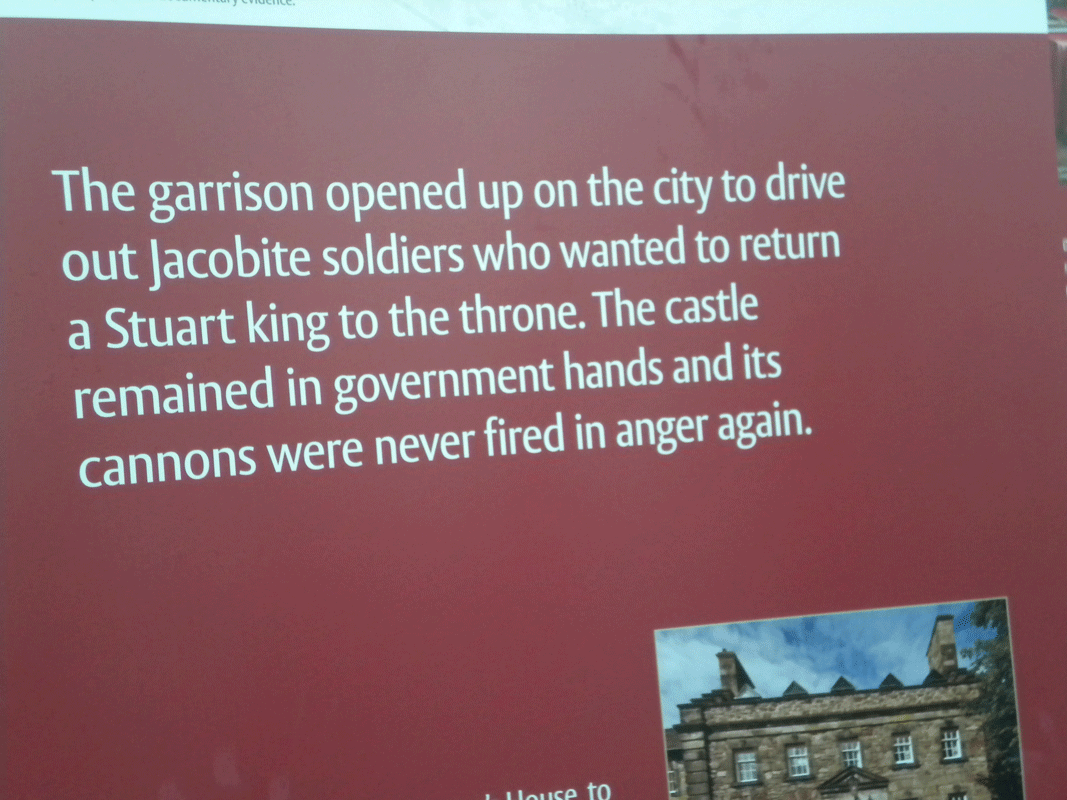 evidence.
The garrison opened up on the city to drive
out Jacobite soldiers who wanted to return
a Stuart king to the throne. The castle
remained in government hands and its
cannons were never fired in anger again.
House to